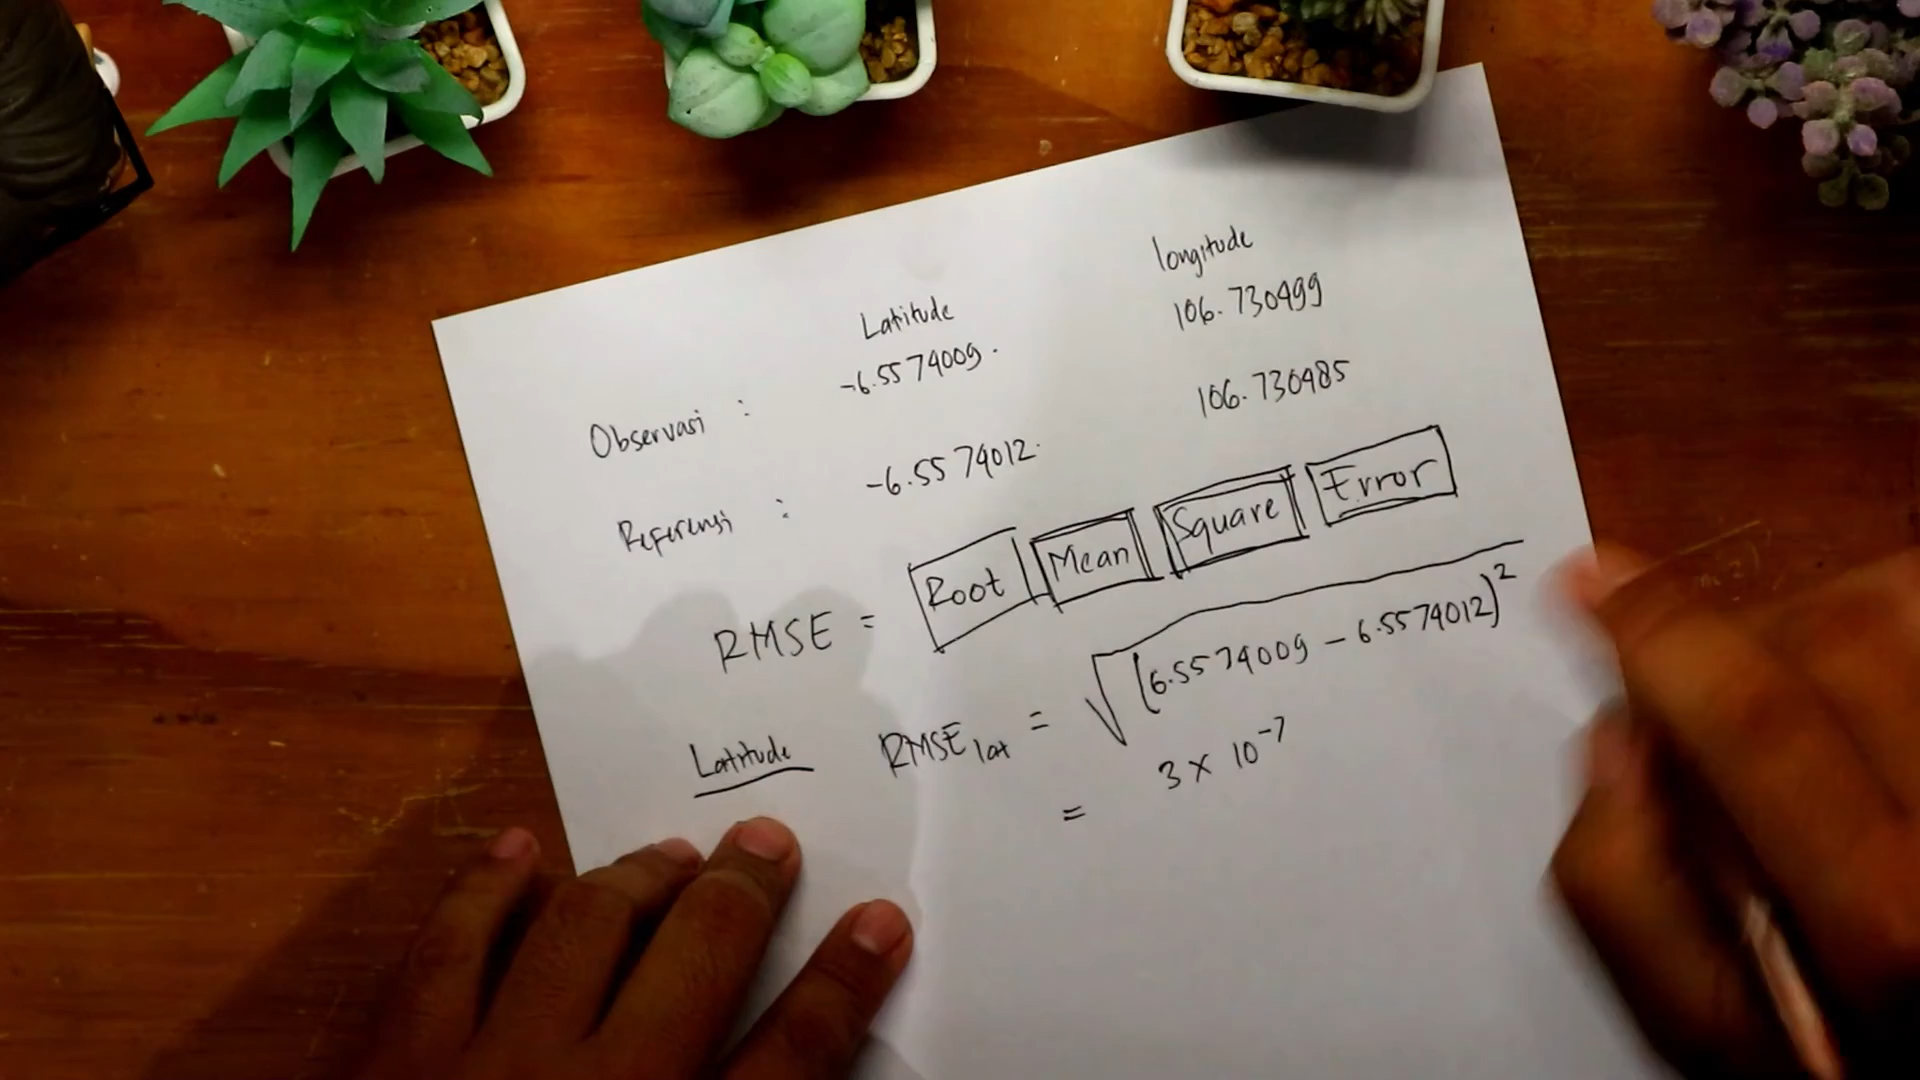 Latitude longitude
Observasi : -6.5574009. 106.730499
Referensi : -6.5574012. 106.730485
RMSE = Root Mean Square Error
Latitude RMSE lat = √(6.5574009 - 6.5574012)²
= 3 x 10⁻⁷